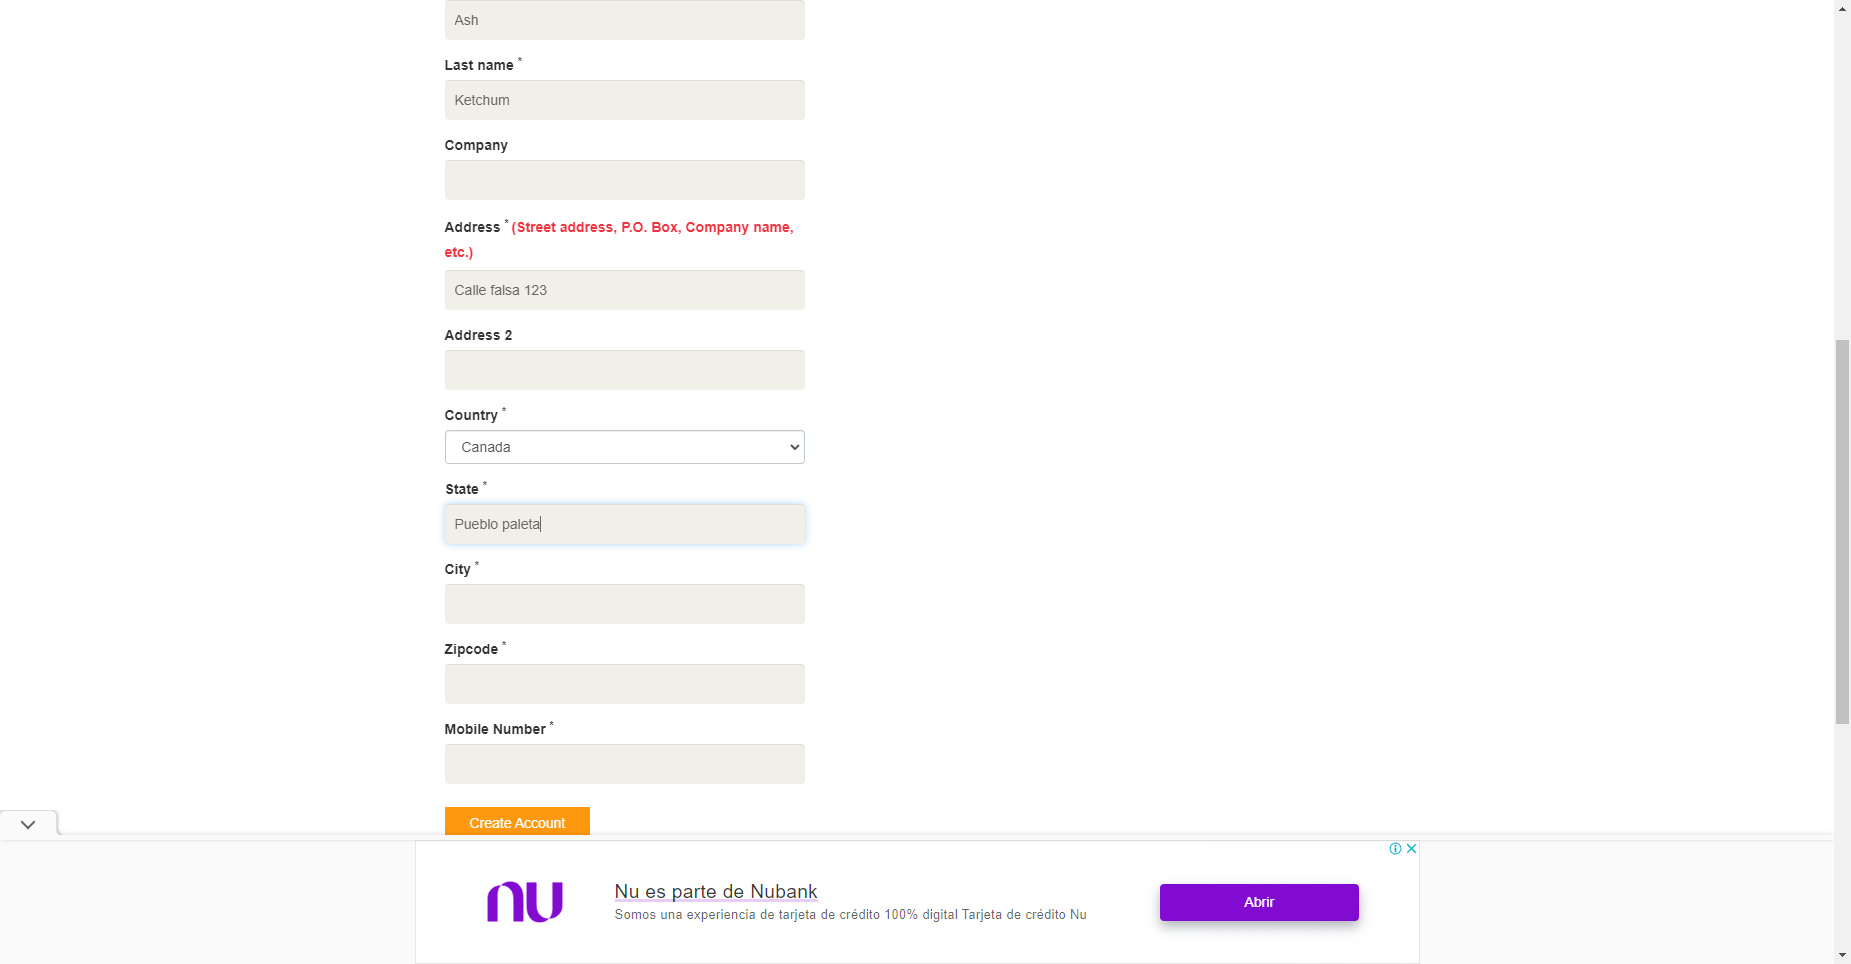 Ash
Last name *
Ketchum
Company
Address * (Street address, P.O. Box, Company name,
etc.)
Calle falsa 123
Address 2
Country *
Canada
State *
Pueblo paleta
City *
Zipcode *
Mobile Number *
Create Account
nu
Nu es parte de Nubank
Somos una experiencia de tarjeta de crédito 100% digital Tarjeta de crédito Nu
Abrir